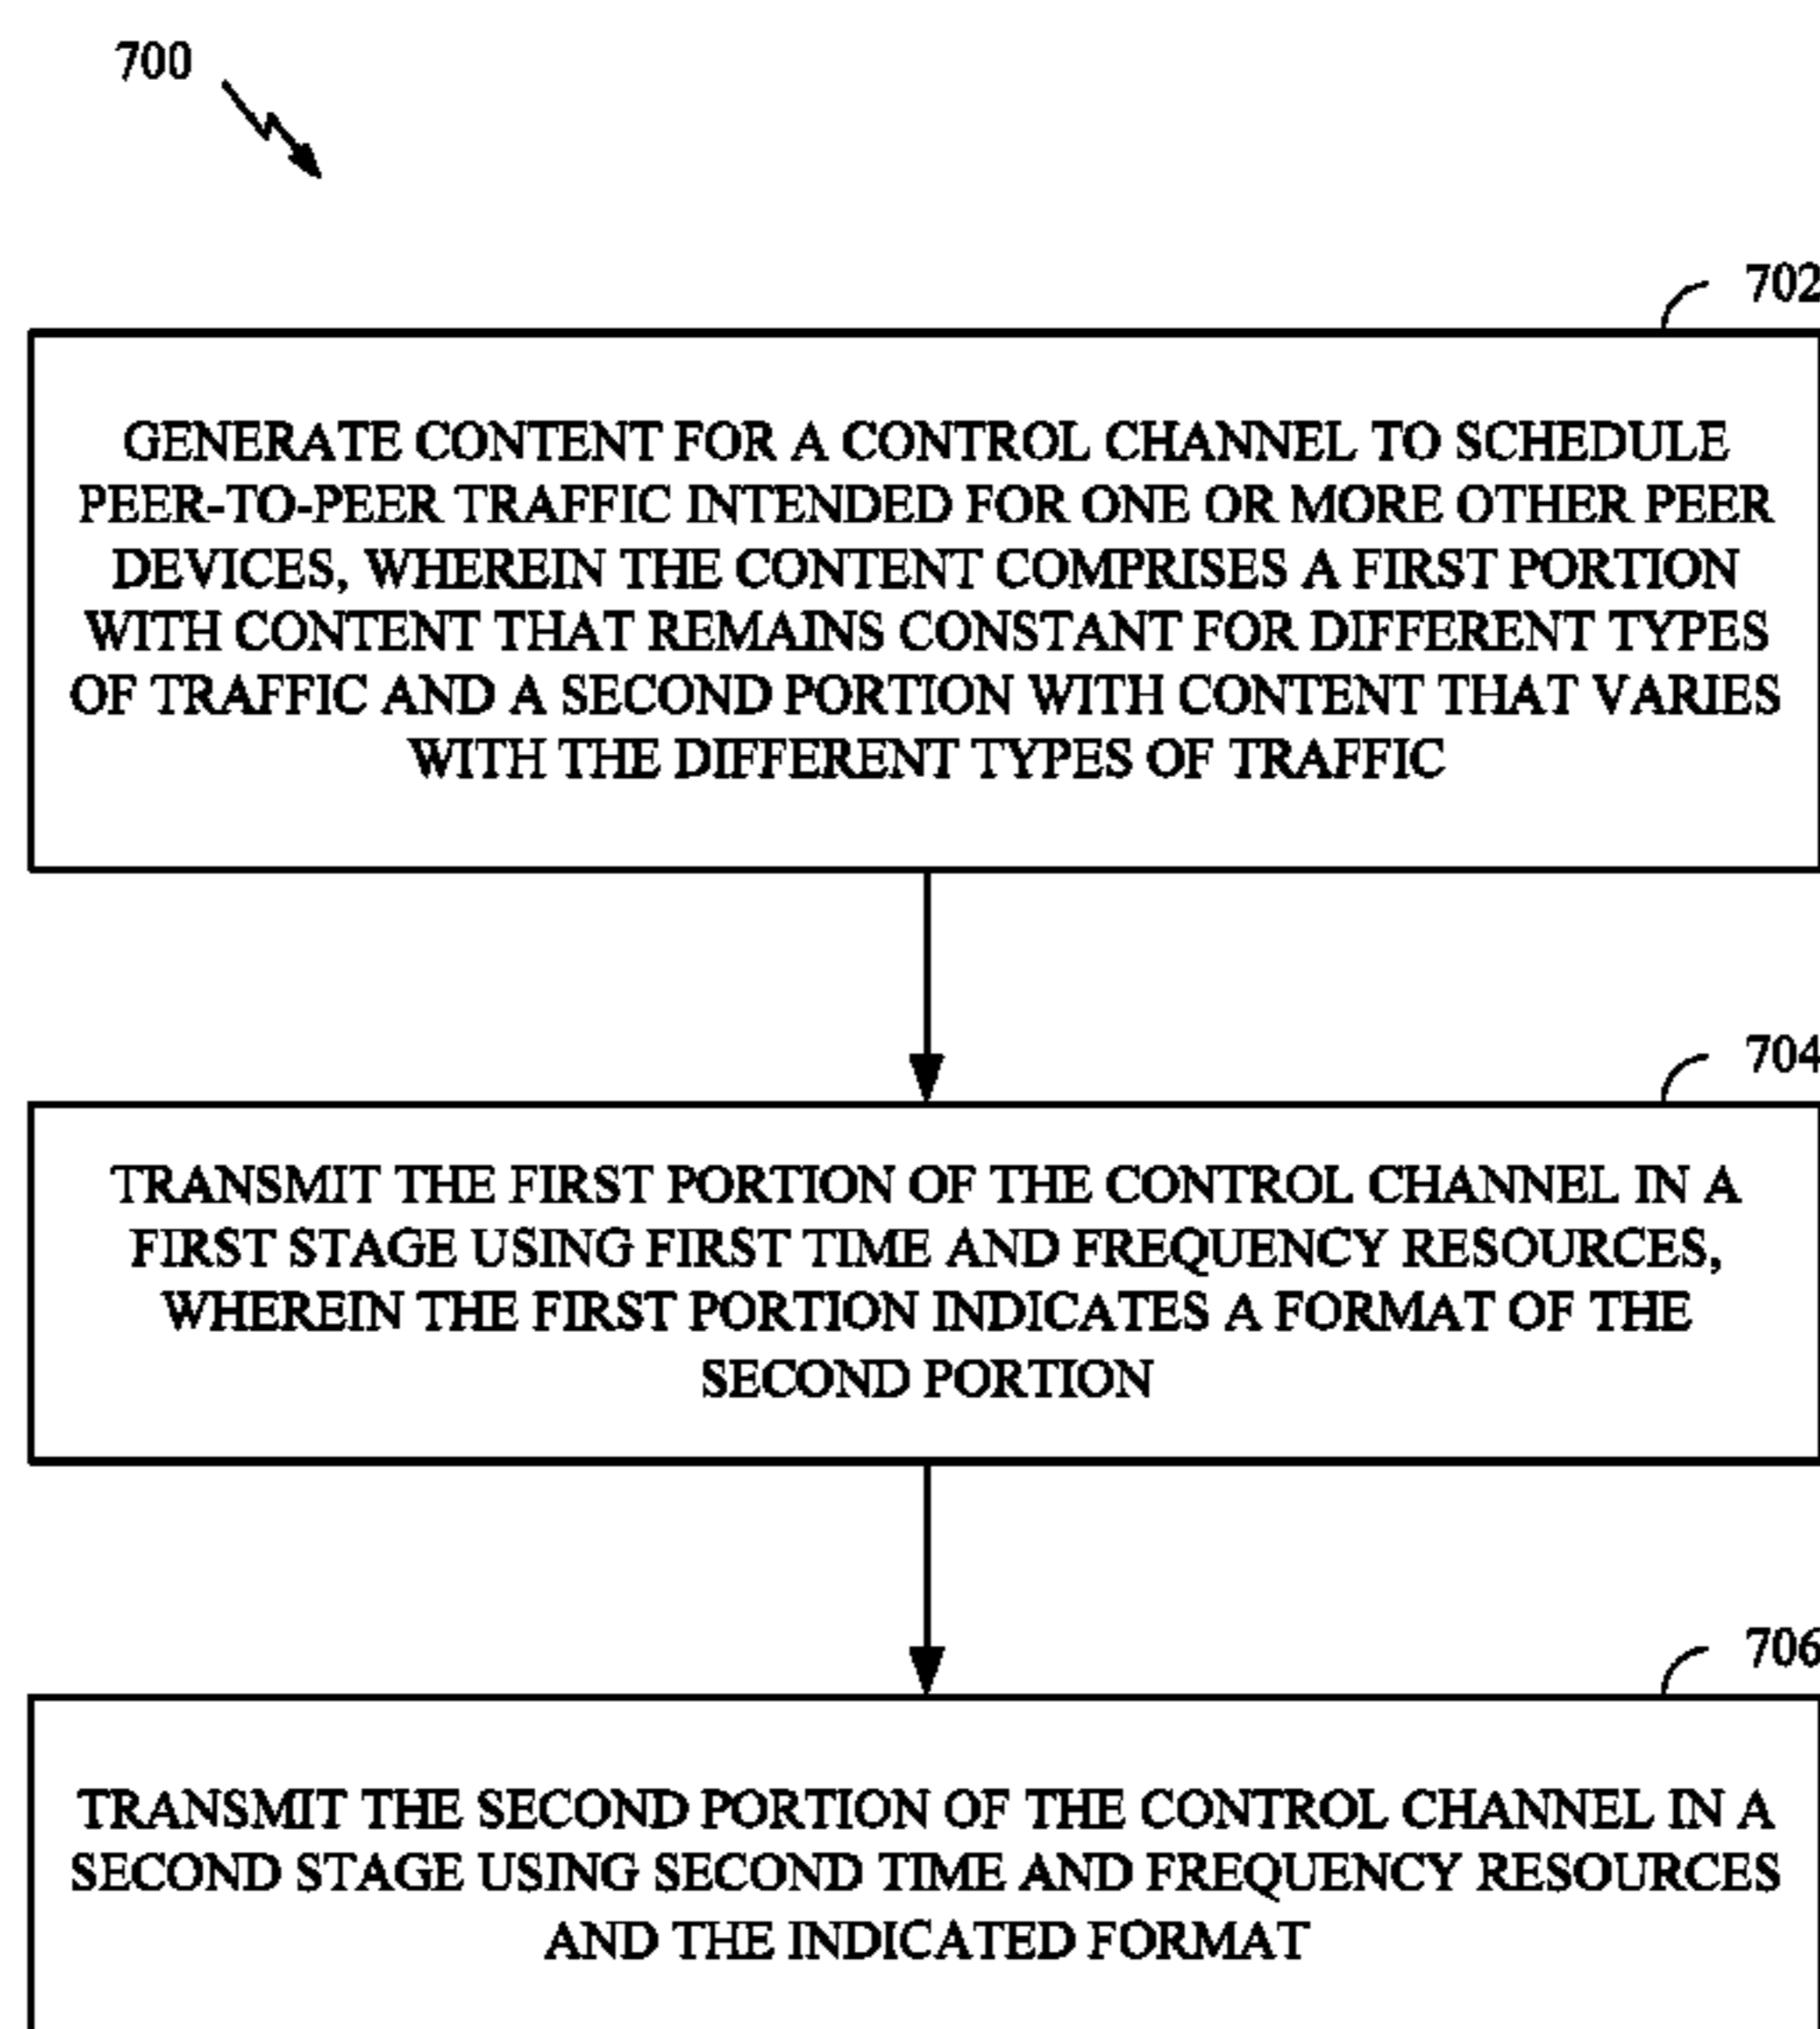 700
702
GENERATE CONTENT FOR A CONTROL CHANNEL TO SCHEDULE
PEER-TO-PEER TRAFFIC INTENDED FOR ONE OR MORE OTHER PEER
DEVICES, WHEREIN THE CONTENT COMPRISES A FIRST PORTION
WITH CONTENT THAT REMAINS CONSTANT FOR DIFFERENT TYPES
OF TRAFFIC AND A SECOND PORTION WITH CONTENT THAT VARIES
WITH THE DIFFERENT TYPES OF TRAFFIC
704
TRANSMIT THE FIRST PORTION OF THE CONTROL CHANNEL IN A
FIRST STAGE USING FIRST TIME AND FREQUENCY RESOURCES,
WHEREIN THE FIRST PORTION INDICATES A FORMAT OF THE
SECOND PORTION
706
TRANSMIT THE SECOND PORTION OF THE CONTROL CHANNEL IN A
SECOND STAGE USING SECOND TIME AND FREQUENCY RESOURCES
AND THE INDICATED FORMAT